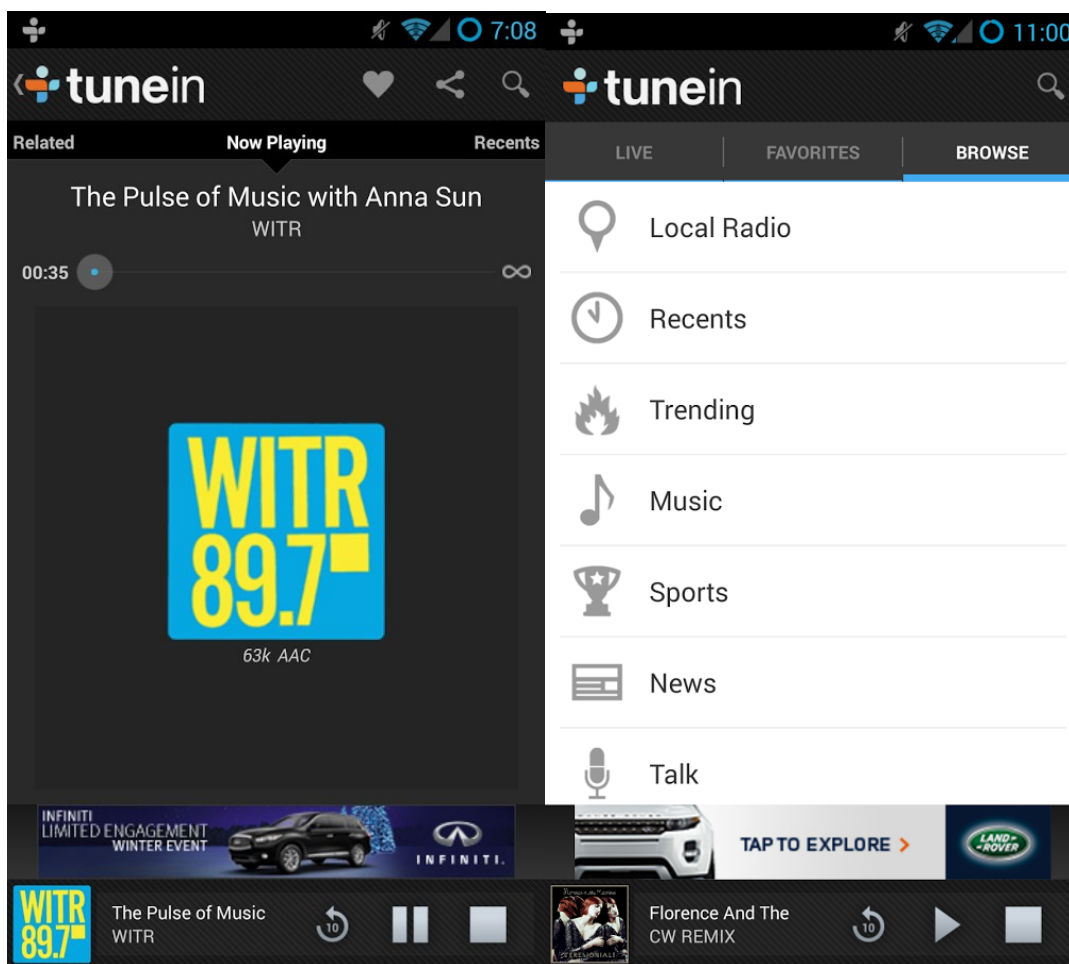 7:08
tunein
Related
Now Playing
Recents
The Pulse of Music with Anna Sun
WITR
00:35
WITR
89.7
63k AAC
INFINITI
LIMITED ENGAGEMENT
WINTER EVENT
INFINITI.
WITR
89.7
The Pulse of Music
WITR
10
11:00
tunein
LIVE
FAVORITES
BROWSE
Local Radio
Recents
Trending
Music
Sports
News
Talk
TAP TO EXPLORE >
LAND-
-ROVER
CEREMONIALS
Florence And The
CW REMIX
10